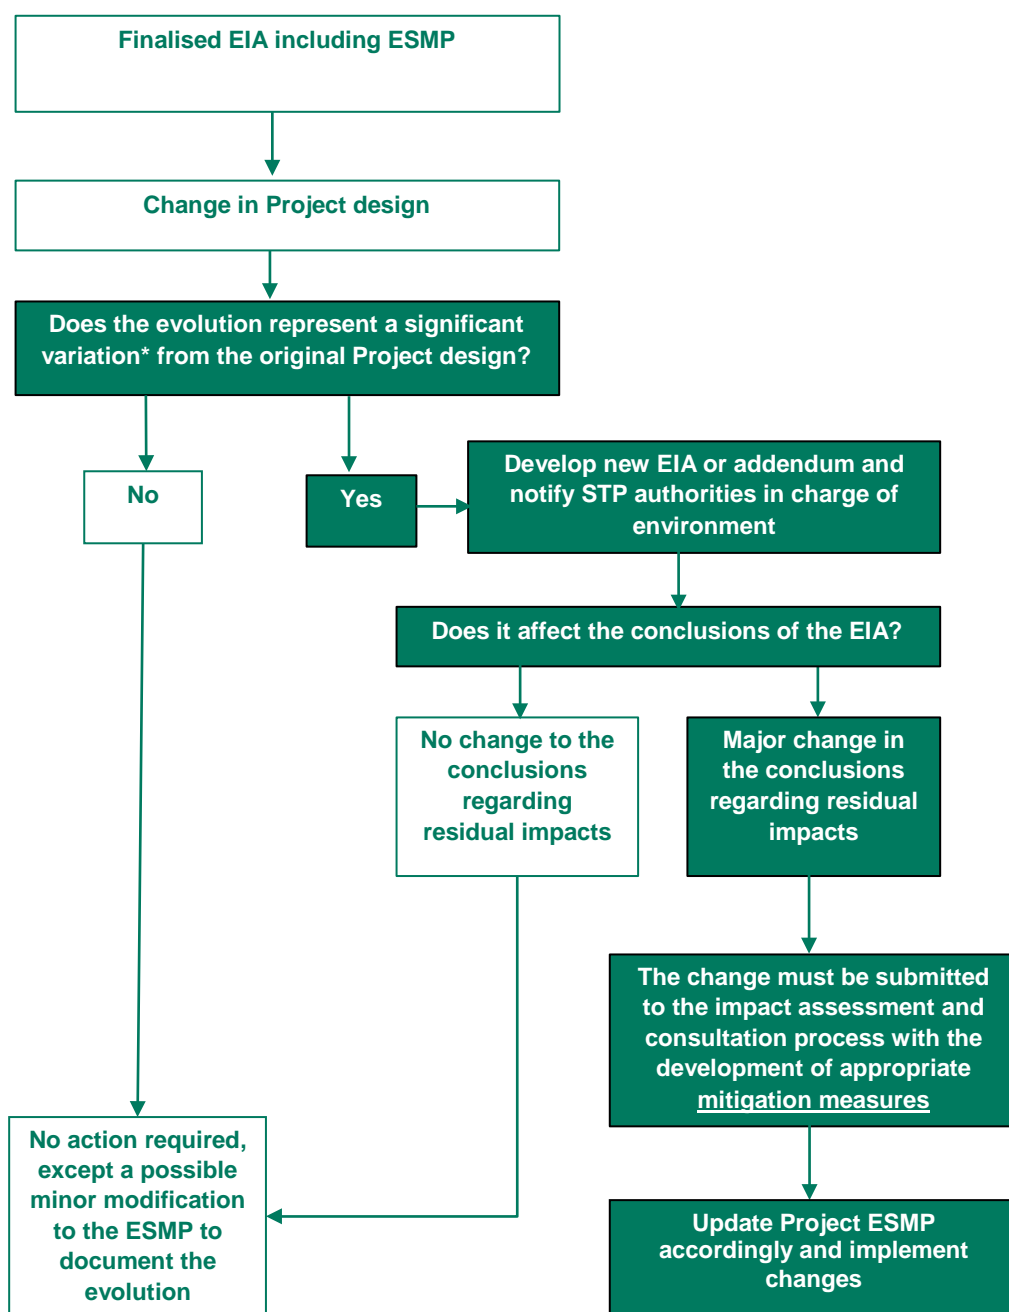 Finalised EIA including ESMP
Change in Project design
Does the evolution represent a significant
variation* from the original Project design?
No
Yes
Develop new EIA or addendum and
notify STP authorities in charge of
environment
Does it affect the conclusions of the EIA?
No change to the
conclusions
regarding
residual impacts
Major change in
the conclusions
regarding residual
impacts
The change must be submitted
to the impact assessment and
consultation process with the
development of appropriate
mitigation measures
No action required,
except a possible
minor modification
to the ESMP to
document the
evolution
Update Project ESMP
accordingly and implement
changes